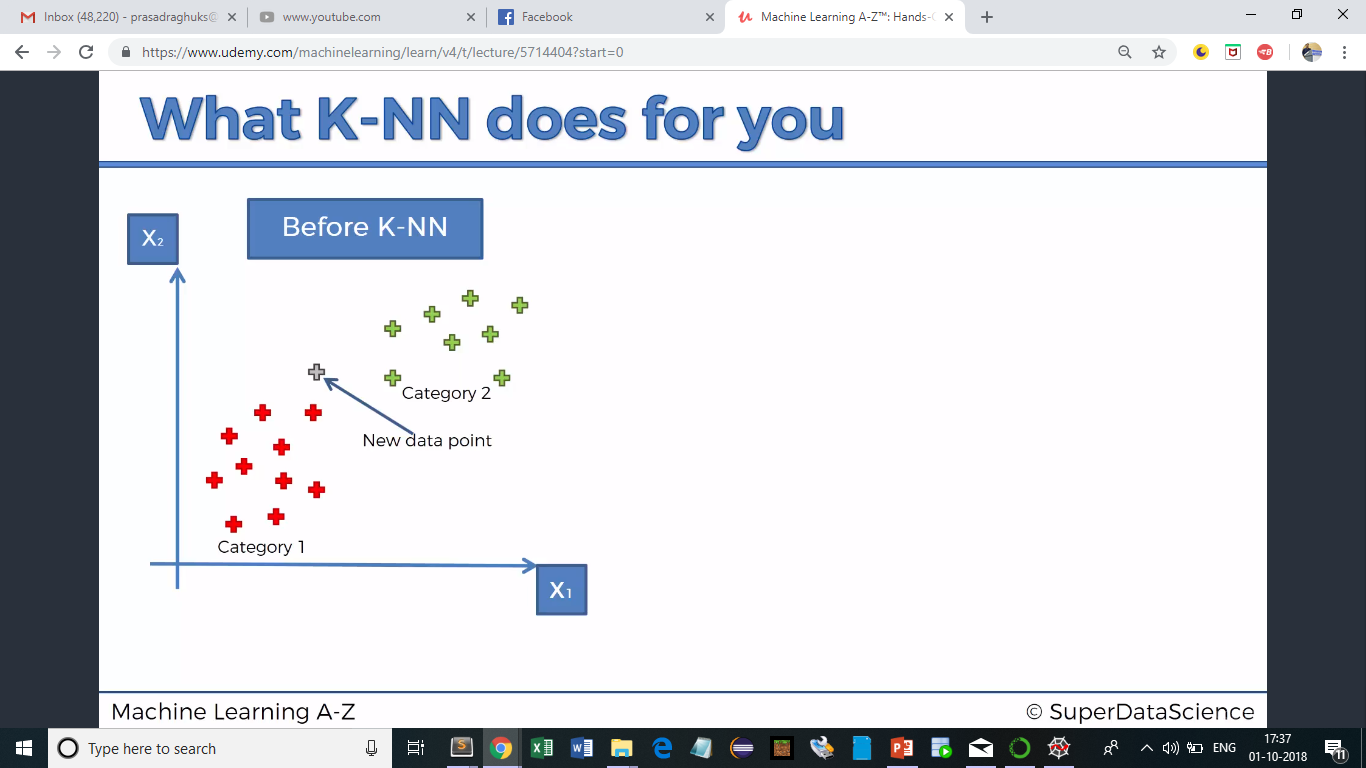 Inbox (48,220) - prasadraghuks@
www.youtube.com
Facebook
Machine Learning A-Z™: Hands-
https://www.udemy.com/machinelearning/learn/v4/t/lecture/5714404?start=0
What K-NN does for you
Before K-NN
X₂
Category 2
New data point
Category 1
X₁
Machine Learning A-Z
© SuperDataScience
Type here to search
ENG
17:37
01-10-2018
11